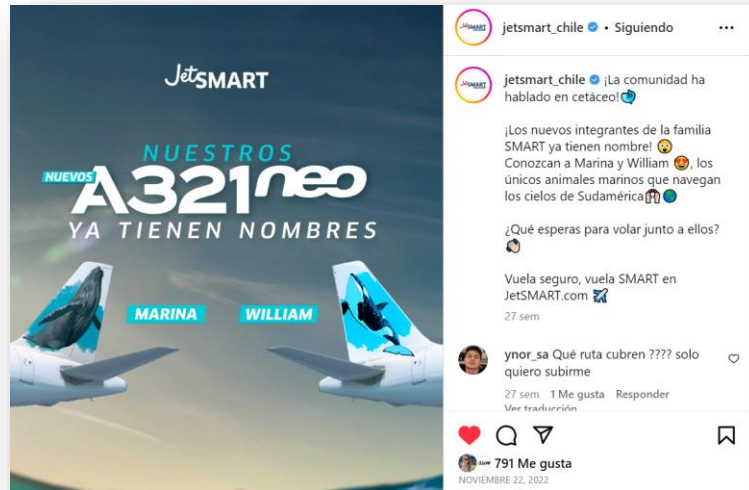 JetSMART
NUESTROS
NUEVOS
A321neo
YA TIENEN NOMBRES
MARINA
WILLIAM
jetsmart_chile • Siguiendo
jetsmart_chile ¡La comunidad ha
hablado en cetáceo!
¡Los nuevos integrantes de la familia
SMART ya tienen nombre!
Conozcan a Marina y William , los
únicos animales marinos que navegan
los cielos de Sudamérica
¿Qué esperas para volar junto a ellos?
Vuela seguro, vuela SMART en
JetSMART.com
27 sem
ynor_sa Qué ruta cubren ???? solo
quiero subirme
27 sem 1 Me gusta Responder
Ver traducción
791 Me gusta
NOVIEMBRE 22, 2022